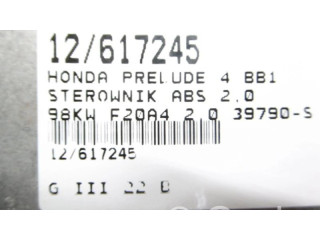 12/617245
HONDA PRELUDE 4 BB1
STEROWNIK ABS 2.0
98KW F20A4 2 0 39790-S
12/617245
G III 22 B